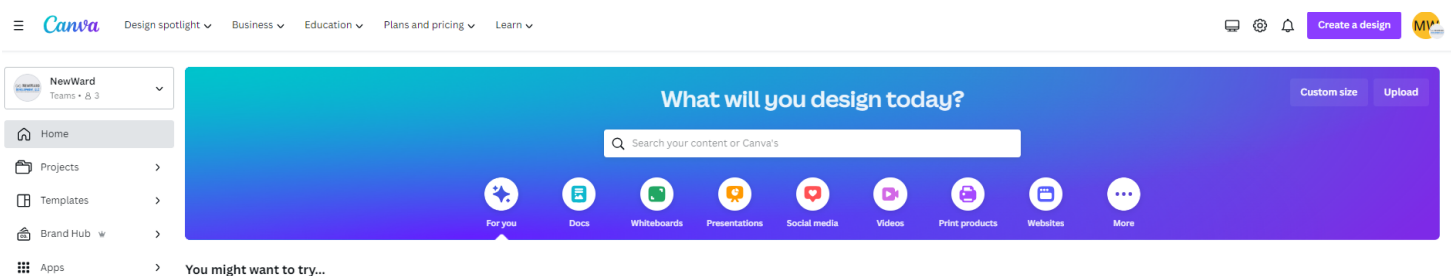 Canva
Design spotlight
Business
Education
Plans and pricing
Learn
Create a design
MW
NewWard
Teams • 3
Home
Projects
Templates
Brand Hub
Apps
What will you design today?
Custom size
Upload
Search your content or Canva's
For you
Docs
Whiteboards
Presentations
Social media
Videos
Print products
Websites
More
You might want to try...